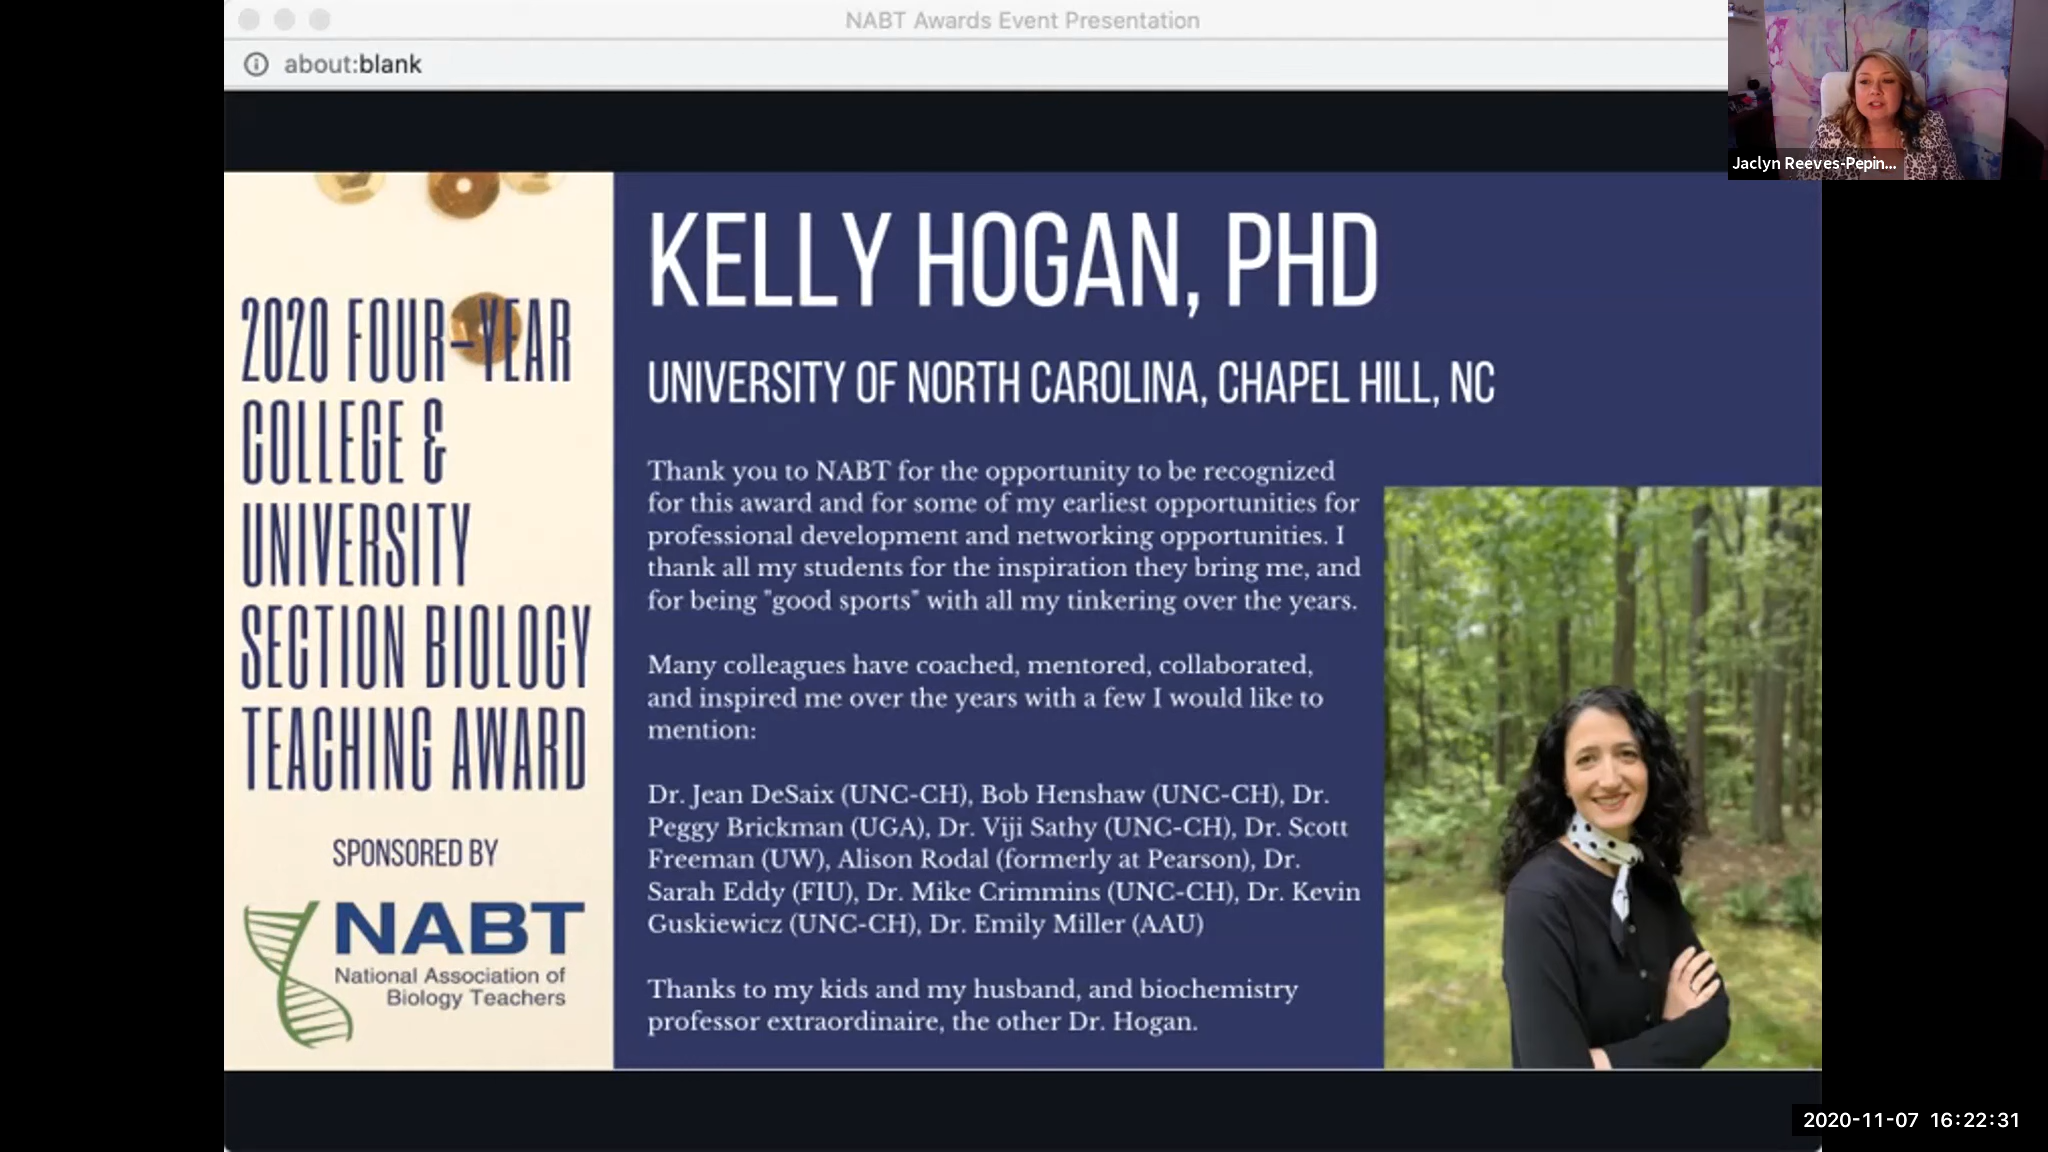 NABT Awards Event Presentation
about:blank
Jaclyn Reeves-Pepin...
2020 FOUR-YEAR
COLLEGE &
UNIVERSITY
SECTION BIOLOGY
TEACHING AWARD
SPONSORED BY
NABT
National Association of
Biology Teachers
KELLY HOGAN, PHD
UNIVERSITY OF NORTH CAROLINA, CHAPEL HILL, NC
Thank you to NABT for the opportunity to be recognized
for this award and for some of my earliest opportunities for
professional development and networking opportunities. I
thank all my students for the inspiration they bring me, and
for being "good sports" with all my tinkering over the years.
Many colleagues have coached, mentored, collaborated,
and inspired me over the years with a few I would like to
mention:
Dr. Jean DeSaix (UNC-CH), Bob Henshaw (UNC-CH), Dr.
Peggy Brickman (UGA), Dr. Viji Sathy (UNC-CH), Dr. Scott
Freeman (UW), Alison Rodal (formerly at Pearson), Dr.
Sarah Eddy (FIU), Dr. Mike Crimmins (UNC-CH), Dr. Kevin
Guskiewicz (UNC-CH), Dr. Emily Miller (AAU)
Thanks to my kids and my husband, and biochemistry
professor extraordinaire, the other Dr. Hogan.
2020-11-07 16:22:31